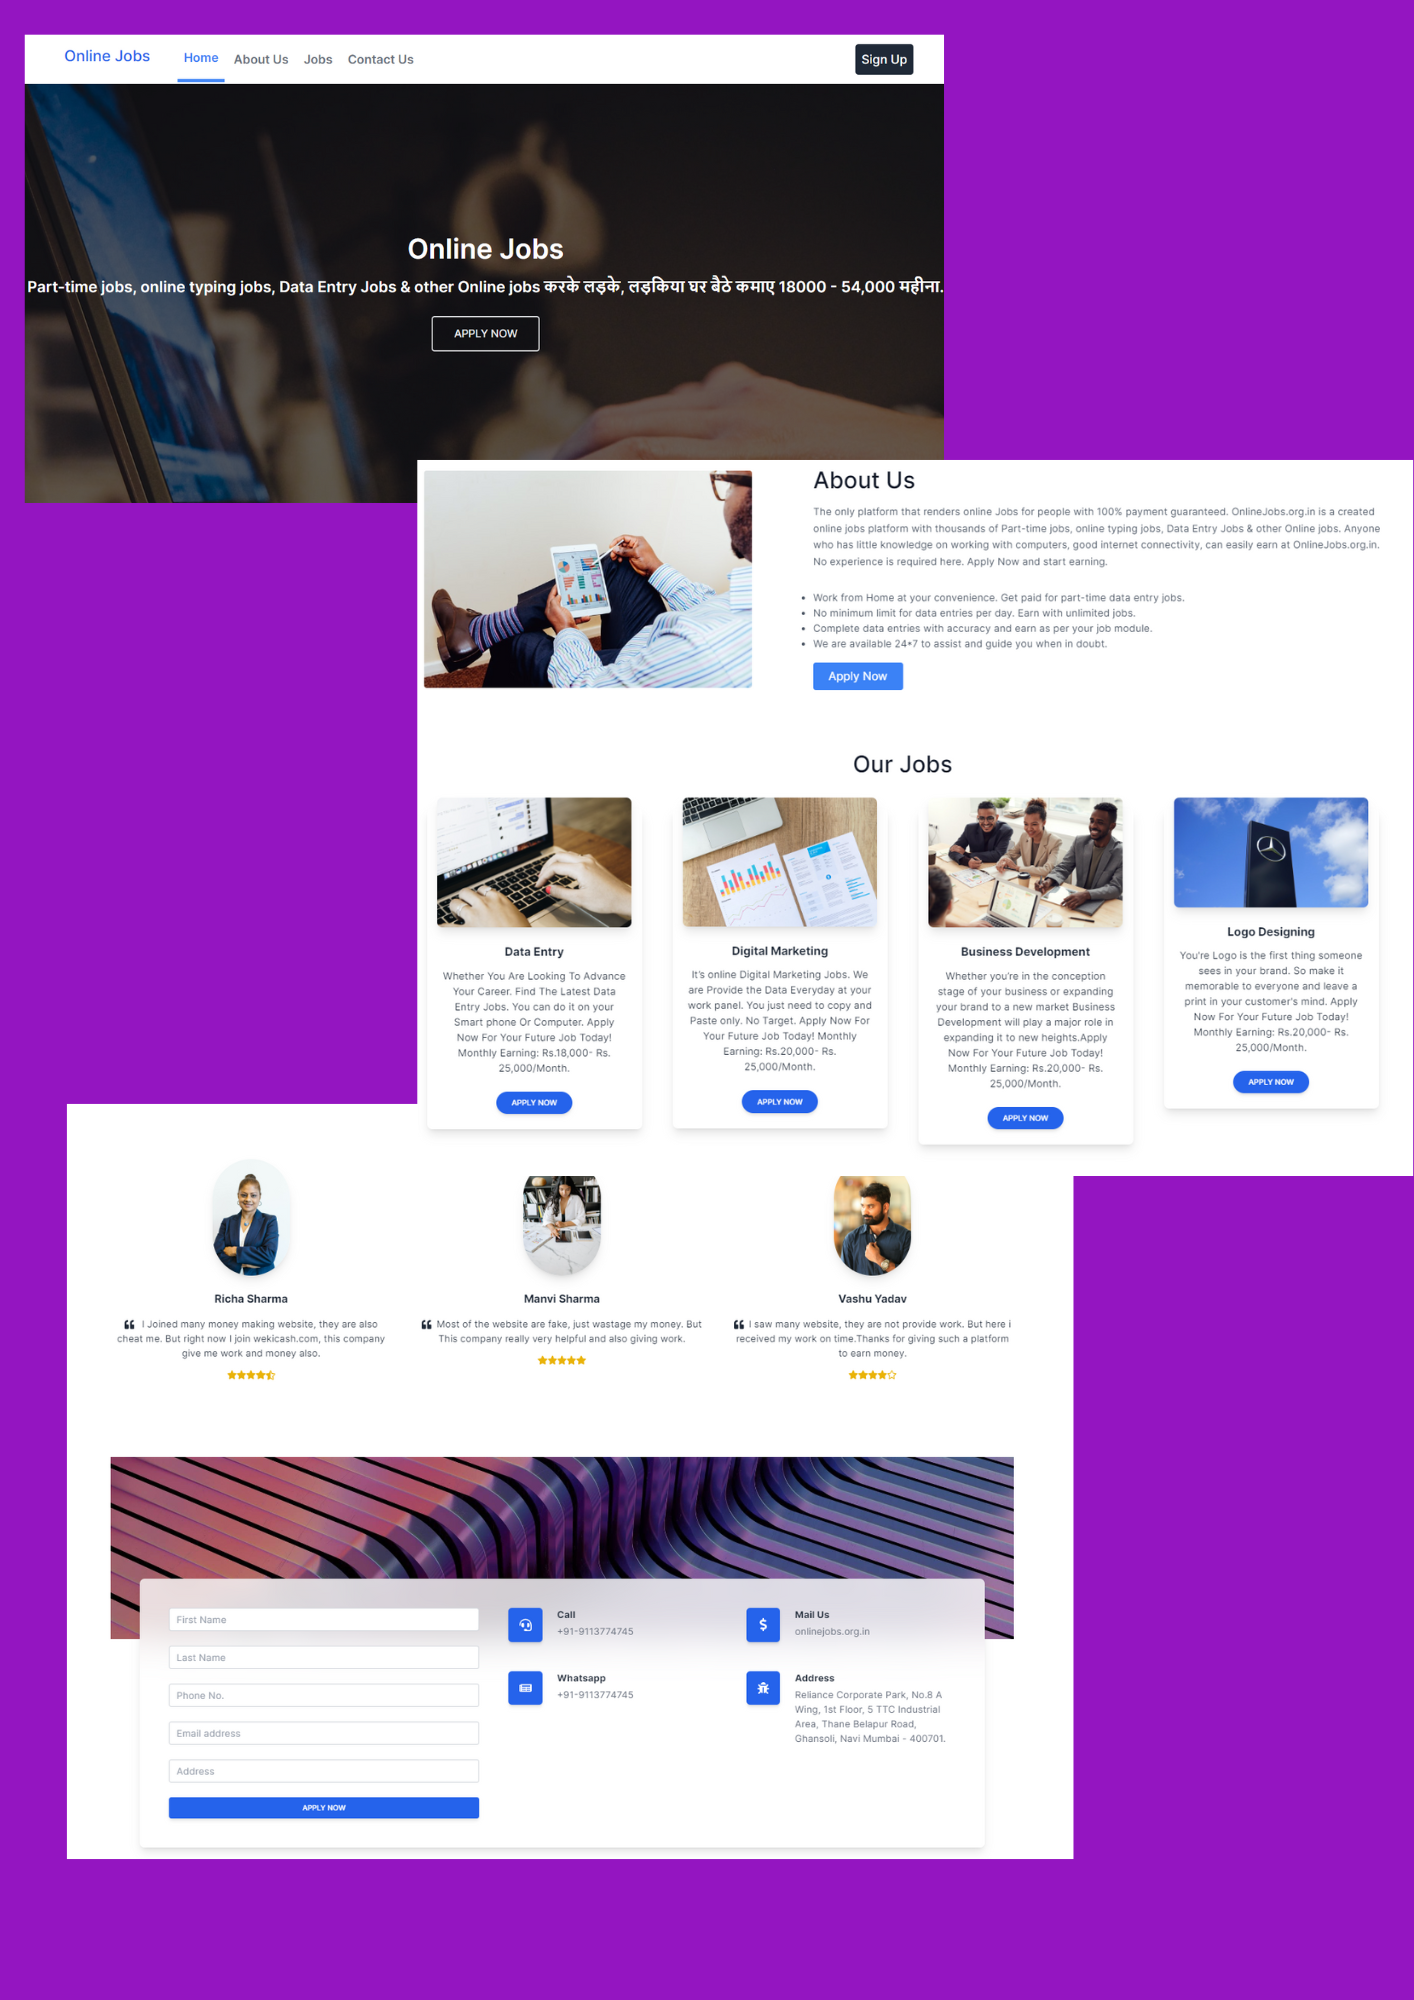 Online Jobs
Home
About Us
Jobs
Contact Us
Sign Up
Online Jobs
Part-time jobs, online typing jobs, Data Entry Jobs & other Online jobs करके लड़के, लड़किया घर बैठे कमाए 18000 - 54,000 महीना.
APPLY NOW
About Us
The only platform that renders online Jobs for people with 100% payment guaranteed. OnlineJobs.org.in is a created
online jobs platform with thousands of Part-time jobs, online typing jobs, Data Entry Jobs & other Online jobs. Anyone
who has little knowledge on working with computers, good internet connectivity, can easily earn at OnlineJobs.org.in.
No experience is required here. Apply Now and start earning.
• Work from Home at your convenience. Get paid for part-time data entry jobs.
• No minimum limit for data entries per day. Earn with unlimited jobs.
• Complete data entries with accuracy and earn as per your job module.
• We are available 24*7 to assist and guide you when in doubt.
Apply Now
Our Jobs
Data Entry
Whether You Are Looking To Advance
Your Career. Find The Latest Data
Entry Jobs. You can do it on your
Smart phone Or Computer. Apply
Now For Your Future Job Today!
Monthly Earning: Rs.18,000- Rs.
25,000/Month.
APPLY NOW
Digital Marketing
It's online Digital Marketing Jobs. We
are Provide the Data Everyday at your
work panel. You just need to copy and
Paste only. No Target. Apply Now For
Your Future Job Today! Monthly
Earning: Rs.20,000- Rs.
25,000/Month.
APPLY NOW
Business Development
Whether you're in the conception
stage of your business or expanding
your brand to a new market Business
Development will play a major role in
expanding it to new heights.Apply
Now For Your Future Job Today!
Monthly Earning: Rs.20,000- Rs.
25,000/Month.
APPLY NOW
Logo Designing
You're Logo is the first thing someone
sees in your brand. So make it
memorable to everyone and leave a
print in your customer's mind. Apply
Now For Your Future Job Today!
Monthly Earning: Rs.20,000- Rs.
25,000/Month.
APPLY NOW
Richa Sharma
“ I Joined many money making website, they are also
cheat me. But right now I join wekicash.com, this company
give me work and money also.
Manvi Sharma
“ Most of the website are fake, just wastage my money. But
This company really very helpful and also giving work.
Vashu Yadav
“ I saw many website, they are not provide work. But here i
received my work on time.Thanks for giving such a platform
to earn money.
First Name
Last Name
Phone No.
Email address
Address
APPLY NOW
Call
+91-9113774745
Mail Us
onlinejobs.org.in
Whatsapp
+91-9113774745
Address
Reliance Corporate Park, No.8 A
Wing, 1st Floor, 5 TTC Industrial
Area, Thane Belapur Road,
Ghansoli, Navi Mumbai - 400701.